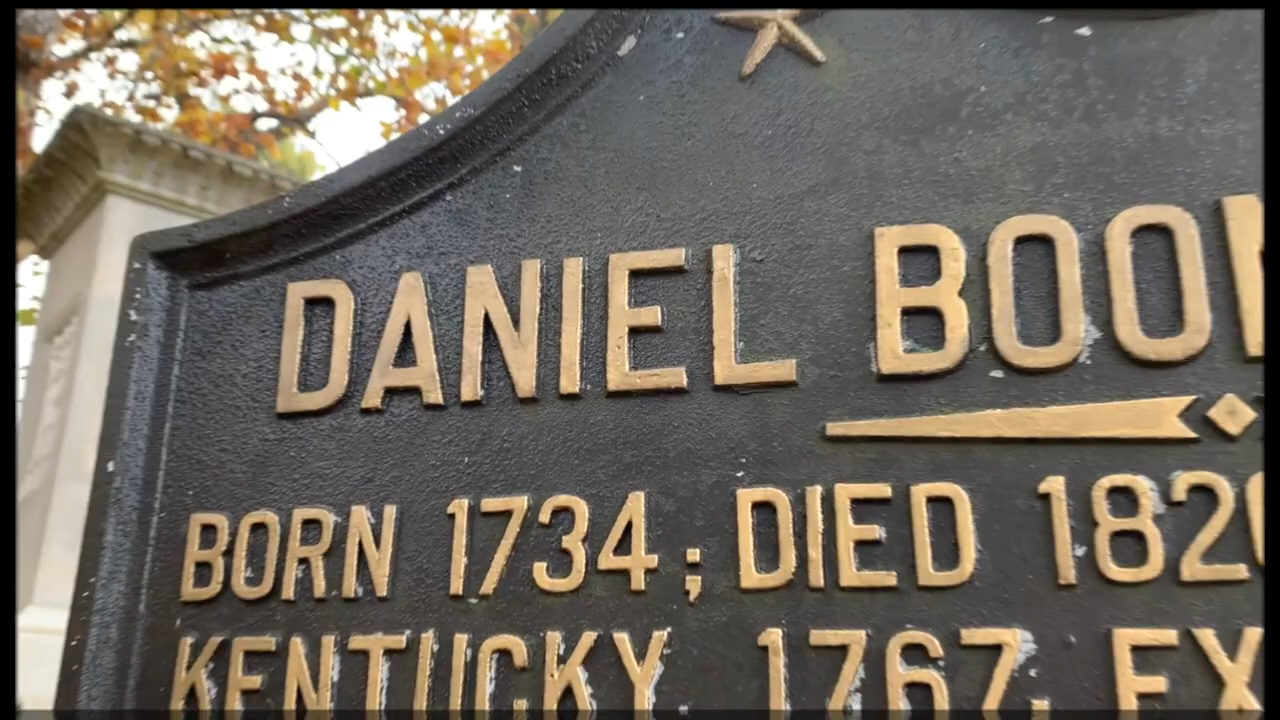 DANIEL BOO
BORN 1734; DIED 182
KENTUCKY, 1767. EX